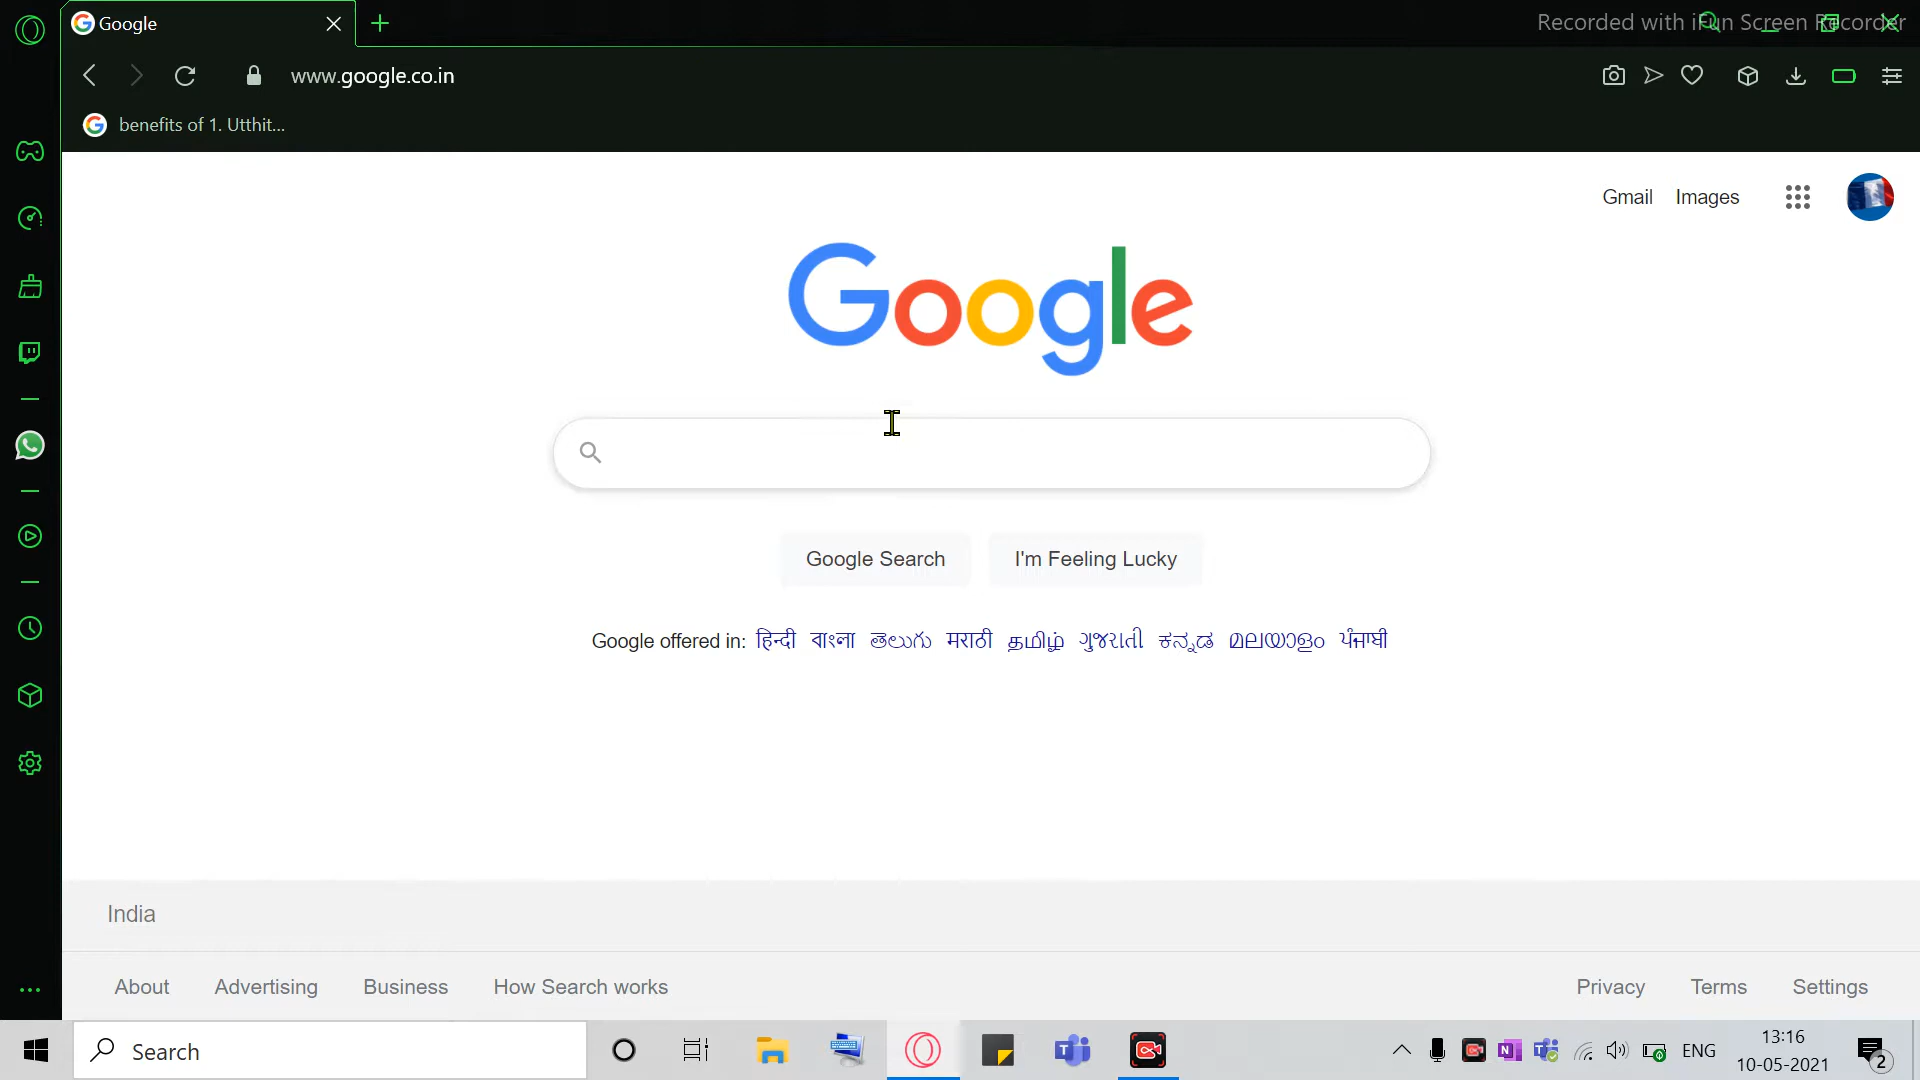 Google
Recorded with iFun Screen Recorder
www.google.co.in
benefits of 1. Utthit...
Gmail Images
Google
Google Search I'm Feeling Lucky
Google offered in: हिन्दी বাংলা తెలుగు मराठी தமிழ் ગુજરાતી ಕನ್ನಡ മലയാളം ਪੰਜਾਬੀ
India
About Advertising Business How Search works Privacy Terms Settings
Search
ENG
13:16
10-05-2021
2